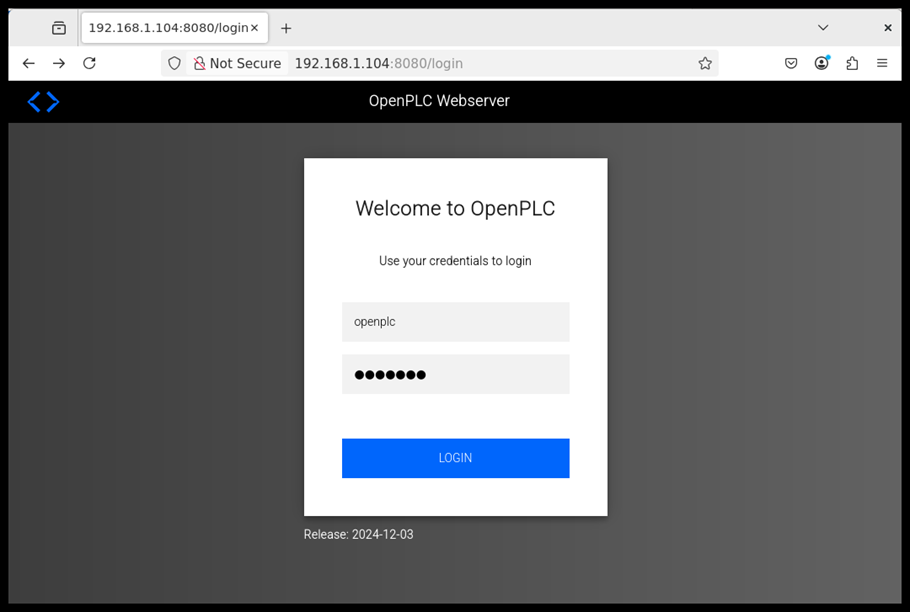 192.168.1.104:8080/login
Not Secure 192.168.1.104:8080/login
OpenPLC Webserver
Welcome to OpenPLC
Use your credentials to login
openplc
●●●●●●●
LOGIN
Release: 2024-12-03